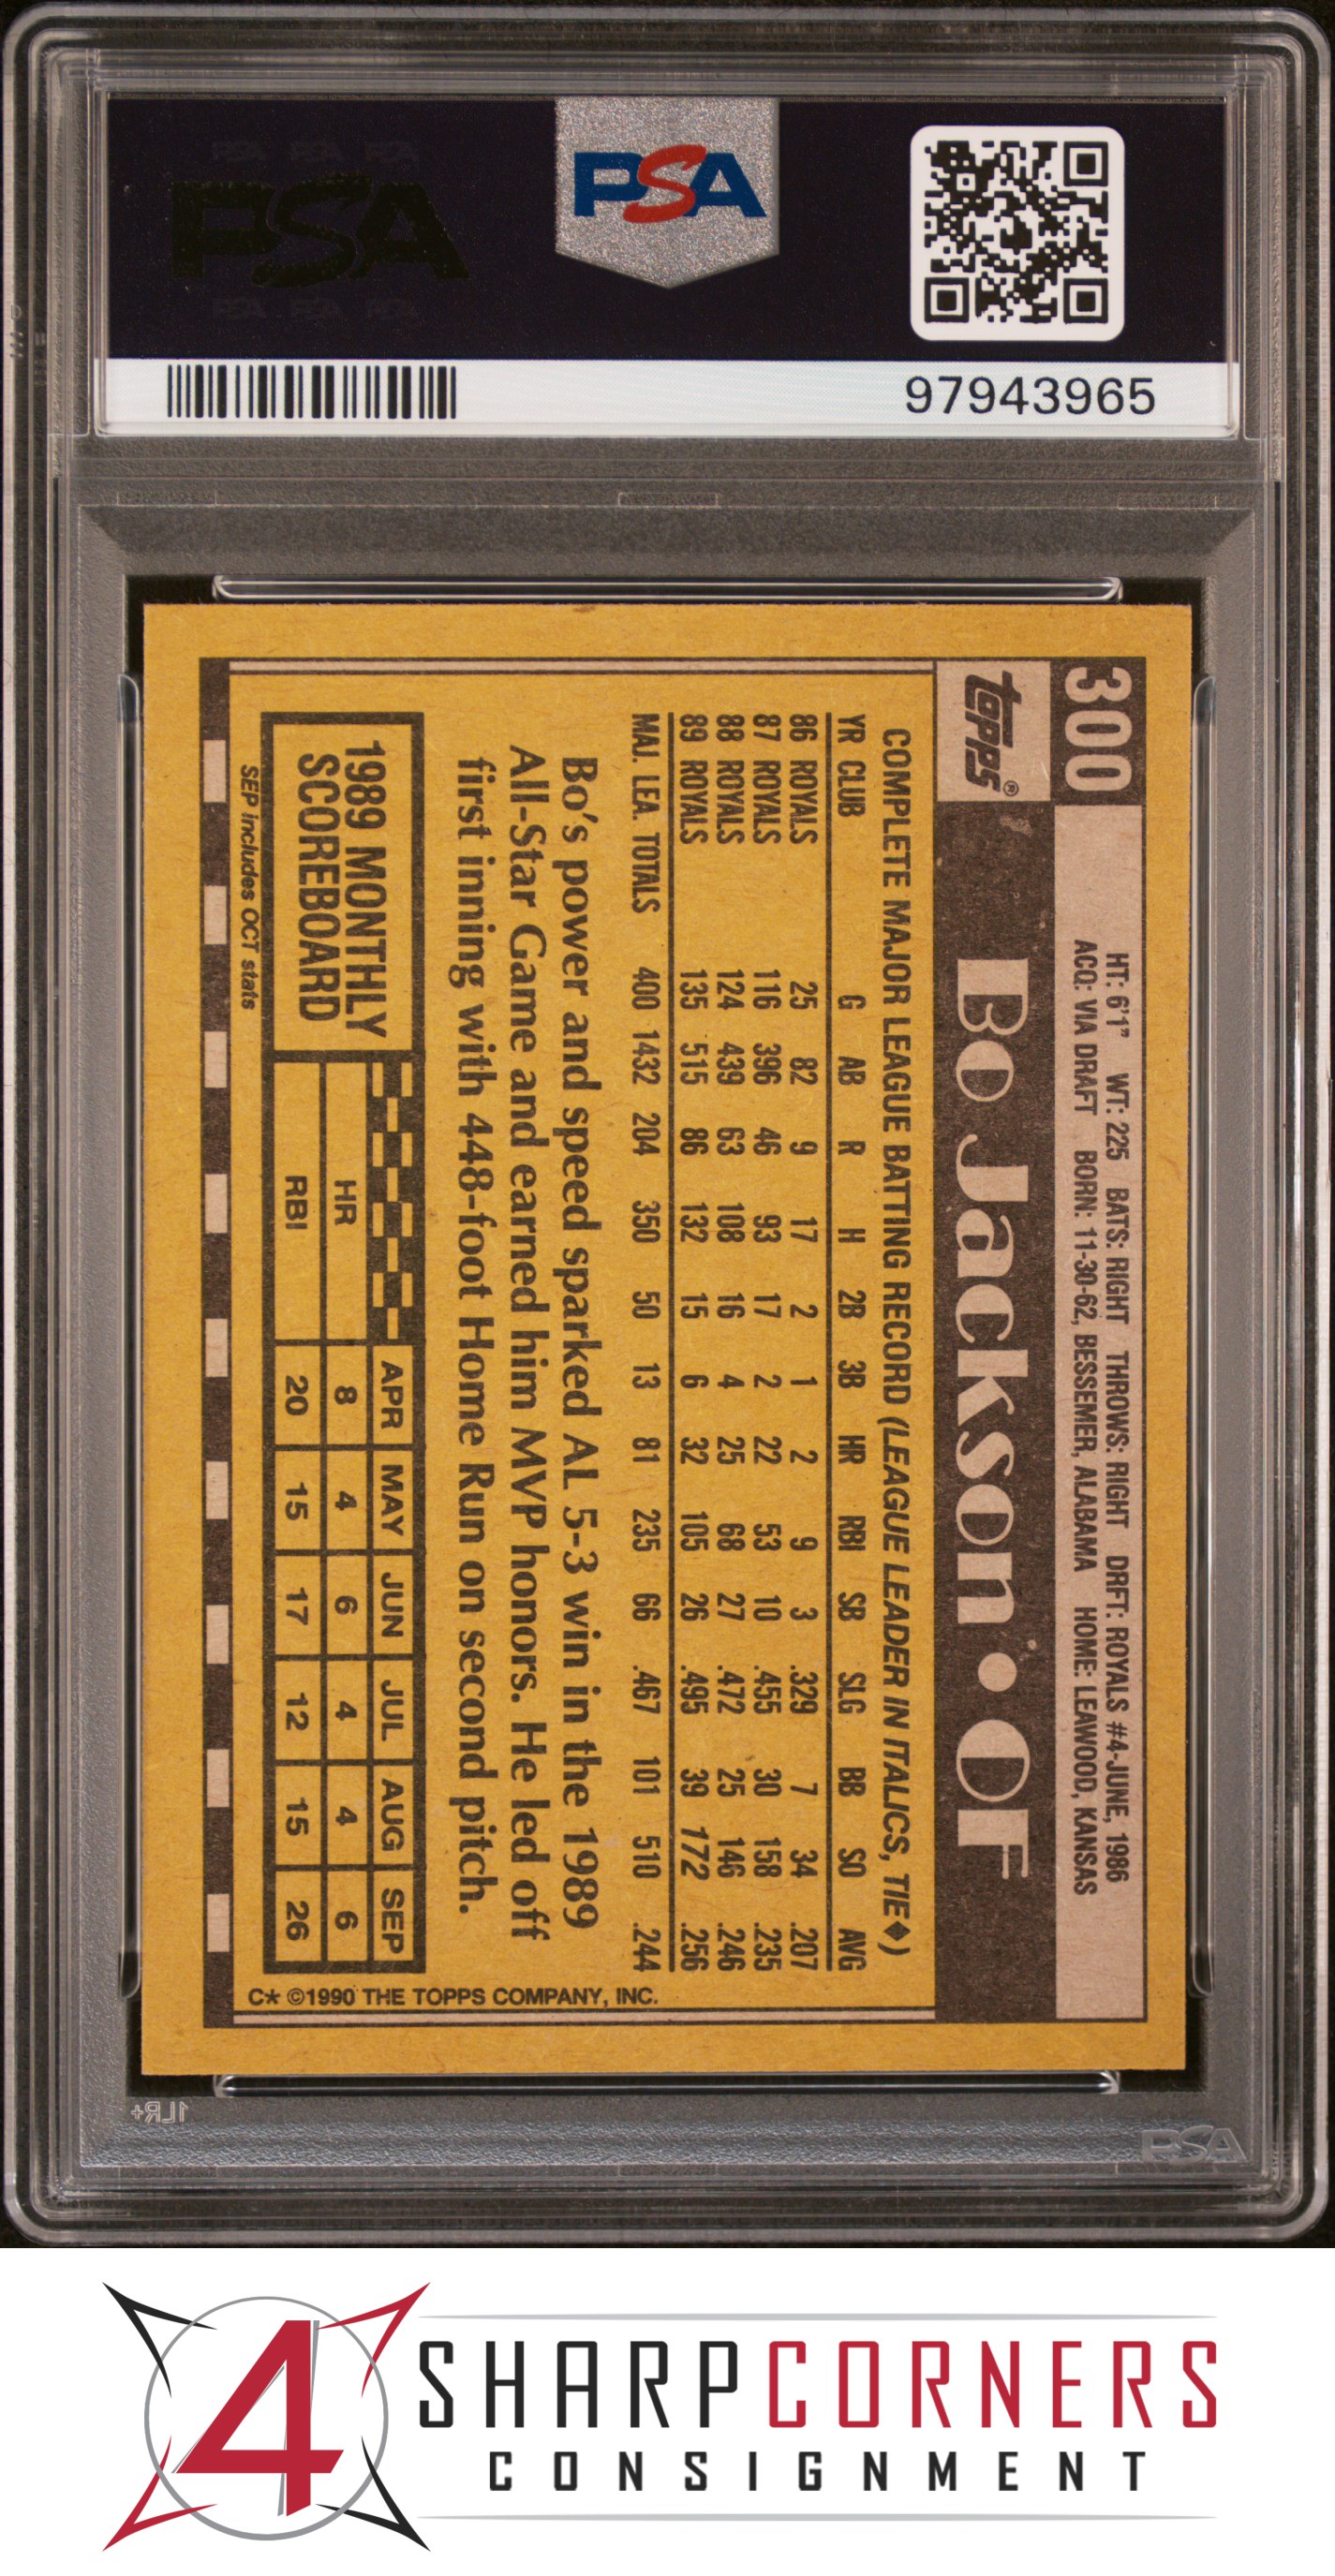 PSA PSA PSA
PSA
PSA PSA PSA
PSA
97943965
300
HT: 6'1" WT: 225 BATS: RIGHT THROWS: RIGHT DRFT: ROYALS #4-JUNE, 1986
ACQ: VIA DRAFT BORN: 11-30-62, BESSEMER, ALABAMA HOME: LEAWOOD, KANSAS
topps®
Bo Jackson • OF
COMPLETE MAJOR LEAGUE BATTING RECORD (LEAGUE LEADER IN ITALICS, TIE♦)
YR CLUB G AB R H 2B 3B HR RBI SB SLG BB SO AVG
86 ROYALS 25 82 9 17 2 1 2 9 3 .329 7 34 .207
87 ROYALS 116 396 46 93 17 2 22 53 10 .455 30 158 .235
88 ROYALS 124 439 63 108 16 4 25 68 27 .472 25 146 .246
89 ROYALS 135 515 86 132 15 6 32 105 26 .495 39 172 .256
MAJ. LEA. TOTALS 400 1432 204 350 50 13 81 235 66 .467 101 510 .244
Bo's power and speed sparked AL 5-3 win in the 1989
All-Star Game and earned him MVP honors. He led off
first inning with 448-foot Home Run on second pitch.
1989 MONTHLY
SCOREBOARD
APR MAY JUN JUL AUG SEP
HR 8 4 6 4 4 6
RBI 20 15 17 12 15 26
SEP includes OCT stats
C* ©1990 THE TOPPS COMPANY, INC.
1LR+
PSA
4
SHARPCORNERS
CONSIGNMENT